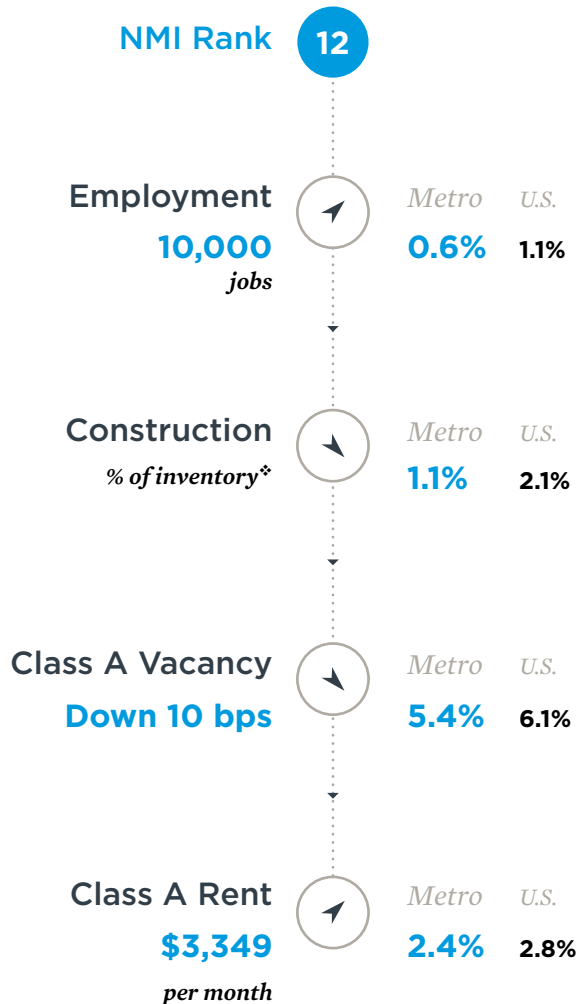 NMI Rank 12
Employment Metro U.S.
10,000 0.6% 1.1%
jobs
Construction Metro U.S.
% of inventory❖ 1.1% 2.1%
Class A Vacancy Metro U.S.
Down 10 bps 5.4% 6.1%
Class A Rent Metro U.S.
$3,349 2.4% 2.8%
per month